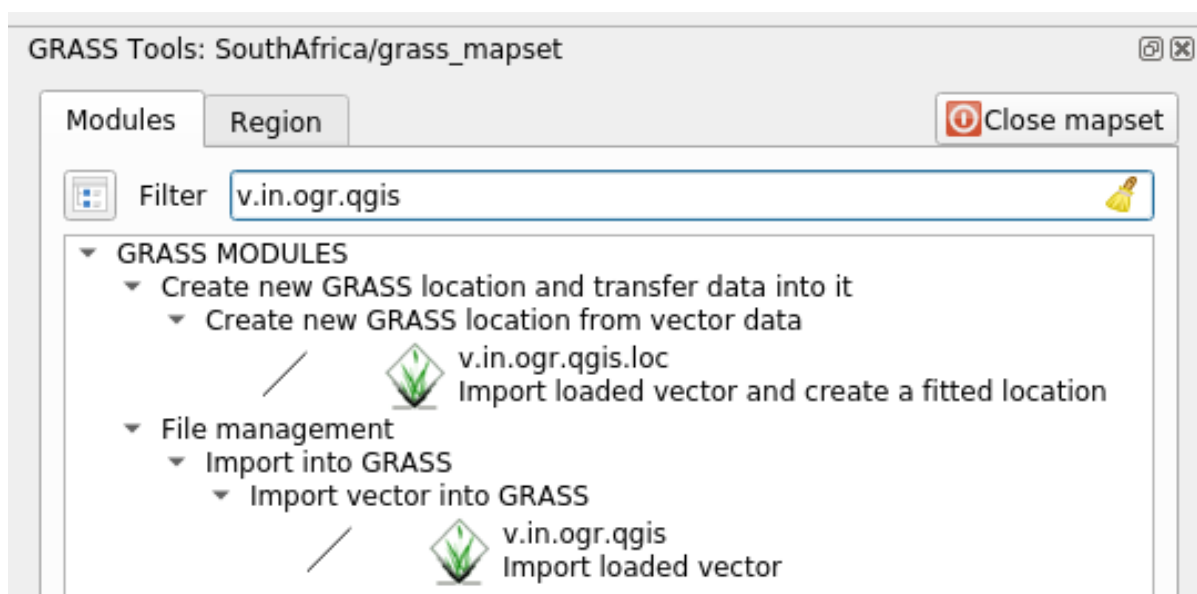 GRASS Tools: SouthAfrica/grass_mapset
Modules Region Close mapset
Filter v.in.ogr.qgis
GRASS MODULES
Create new GRASS location and transfer data into it
Create new GRASS location from vector data
v.in.ogr.qgis.loc
Import loaded vector and create a fitted location
File management
Import into GRASS
Import vector into GRASS
v.in.ogr.qgis
Import loaded vector